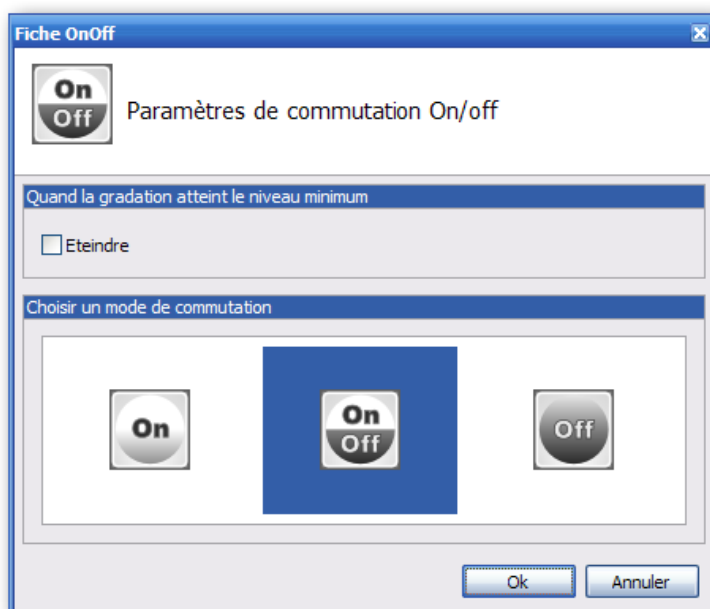 Fiche OnOff
On
Off
Paramètres de commutation On/off
Quand la gradation atteint le niveau minimum
Eteindre
Choisir un mode de commutation
On
On
Off
Off
Ok
Annuler